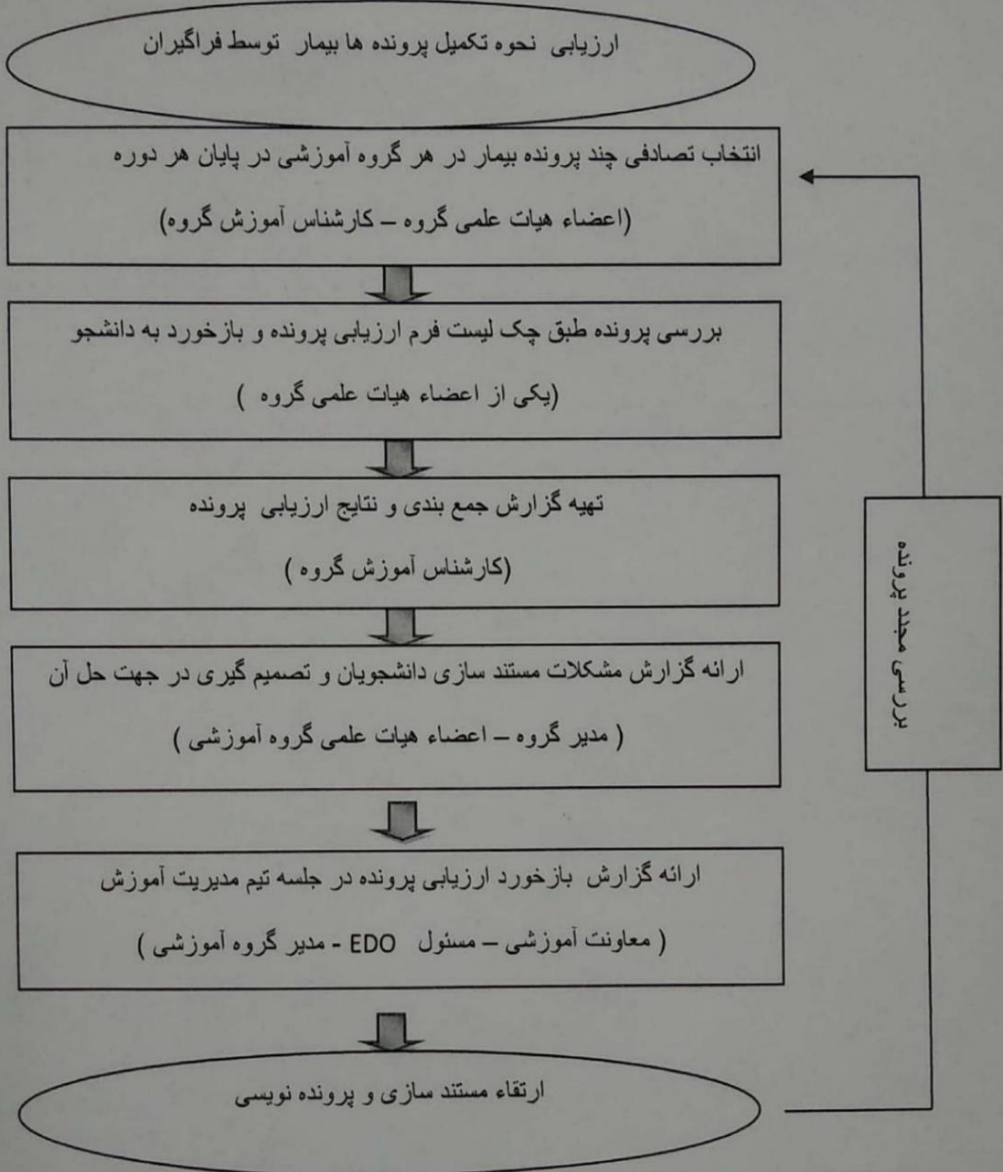 ارزیابی نحوه تکمیل پرونده ها بیمار توسط فراگیران
انتخاب تصادفی چند پرونده بیمار در هر گروه آموزشی در پایان هر دوره
(اعضاء هیات علمی گروه – کارشناس آموزش گروه)
بررسی پرونده طبق چک لیست فرم ارزیابی پرونده و بازخورد به دانشجو
(یکی از اعضاء هیات علمی گروه )
تهیه گزارش جمع بندی و نتایج ارزیابی پرونده
(کارشناس آموزش گروه )
ارائه گزارش مشکلات مستند سازی دانشجویان و تصمیم گیری در جهت حل آن
( مدیر گروه – اعضاء هیات علمی گروه آموزشی )
ارائه گزارش بازخورد ارزیابی پرونده در جلسه تیم مدیریت آموزش
( معاونت آموزشی – مسئول EDO - مدیر گروه آموزشی )
ارتقاء مستند سازی و پرونده نویسی
بررسی مجدد پرونده